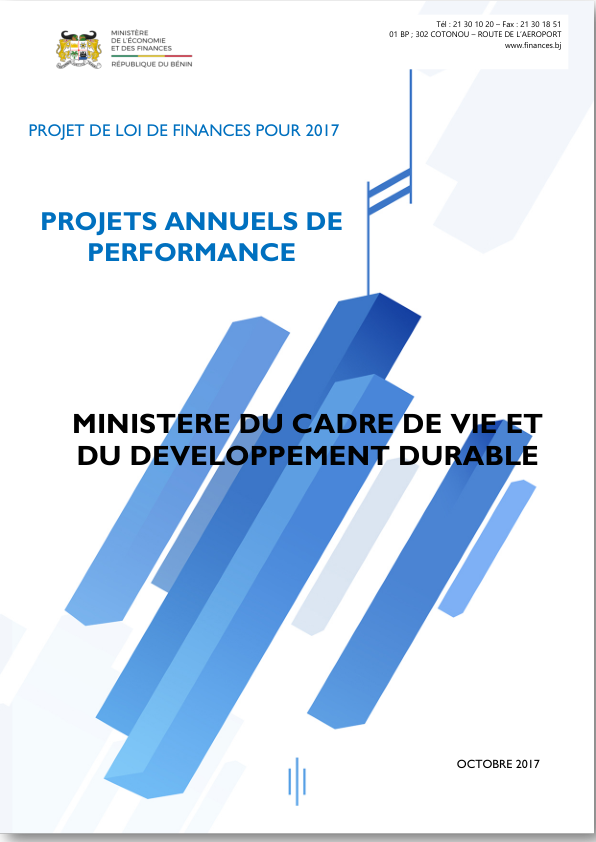 MINISTÈRE
DE L'ÉCONOMIE
ET DES FINANCES
RÉPUBLIQUE DU BÉNIN
Tél : 21 30 10 20 – Fax : 21 30 18 51
01 BP ; 302 COTONOU – ROUTE DE L'AEROPORT
www.finances.bj
PROJET DE LOI DE FINANCES POUR 2017
PROJETS ANNUELS DE
PERFORMANCE
MINISTERE DU CADRE DE VIE ET
DU DEVELOPPEMENT DURABLE
OCTOBRE 2017